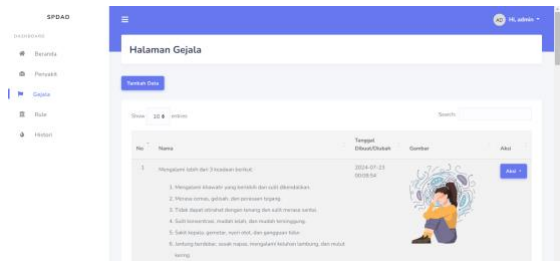 SPDAD
Hi, admin
DASHBOARD
Beranda
Penyakit
Gejala
Rule
Histori
Halaman Gejala
Tambah Data
Show 10 entries
Search:
No Nama Tanggal Dibuat/Diubah Gambar Aksi
1 Mengalami lebih dari 3 keadaan berikut: 2024-07-23 00:09:54 Aksi
1. Mengalami khawatir yang berlebih dan sulit dikendalikan.
2. Merasa cemas, gelisah, dan perasaan tegang.
3. Tidak dapat istirahat dengan tenang dan sulit merasa santai.
4. Sulit konsentrasi, mudah lelah, dan mudah tersinggung.
5. Sakit kepala, gemetar, nyeri otot, dan gangguan tidur.
6. Jantung berdebar, sesak napas, mengalami keluhan lambung, dan mulut
kering.